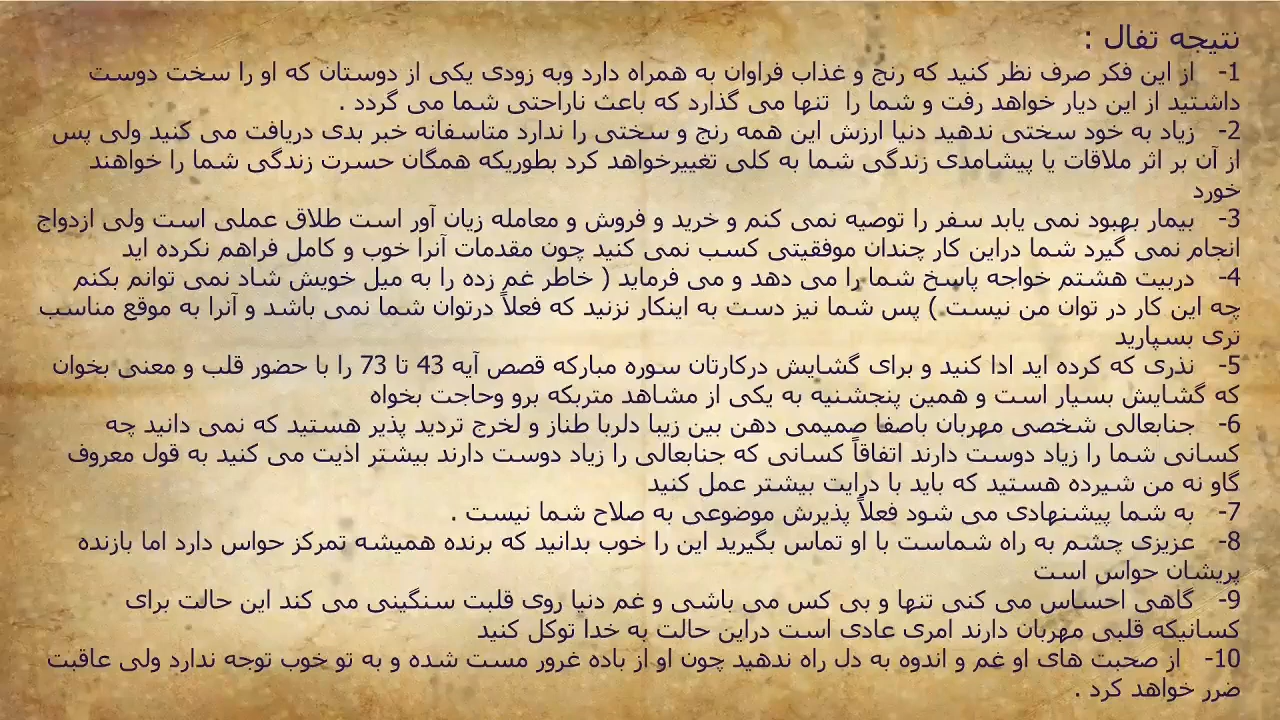 نتیجه تفال :
1- از این فکر صرف نظر کنید که رنج و غذاب فراوان به همراه دارد وبه زودی یکی از دوستان که او را سخت دوست
داشتید از این دیار خواهد رفت و شما را تنها می گذارد که باعث ناراحتی شما می گردد .
2- زیاد به خود سختی ندهید دنیا ارزش این همه رنج و سختی را ندارد متاسفانه خبر بدی دریافت می کنید ولی پس
از آن بر اثر ملاقات یا پیشامدی زندگی شما به کلی تغییرخواهد کرد بطوریکه همگان حسرت زندگی شما را خواهند
خورد
3- بیمار بهبود نمی یابد سفر را توصیه نمی کنم و خرید و فروش و معامله زیان آور است طلاق عملی است ولی ازدواج
انجام نمی گیرد شما دراین کار چندان موفقیتی کسب نمی کنید چون مقدمات آنرا خوب و کامل فراهم نکرده اید
4- دربیت هشتم خواجه پاسخ شما را می دهد و می فرماید ( خاطر غم زده را به میل خویش شاد نمی توانم بکنم
چه این کار در توان من نیست ) پس شما نیز دست به اینکار نزنید که فعلاً درتوان شما نمی باشد و آنرا به موقع مناسب
تری بسپارید
5- نذری که کرده اید ادا کنید و برای گشایش درکارتان سوره مبارکه قصص آیه 43 تا 73 را با حضور قلب و معنی بخوان
که گشایش بسیار است و همین پنجشنیه به یکی از مشاهد متربکه برو وحاجت بخواه
6- جنابعالی شخصی مهربان باصفا صمیمی دهن بین زیبا دلربا طناز و لخرج تردید پذیر هستید که نمی دانید چه
کسانی شما را زیاد دوست دارند اتفاقاً کسانی که جنابعالی را زیاد دوست دارند بیشتر اذیت می کنید به قول معروف
گاو نه من شیرده هستید که باید با درایت بیشتر عمل کنید
7- به شما پیشنهادی می شود فعلاً پذیرش موضوعی به صلاح شما نیست .
8- عزیزی چشم به راه شماست با او تماس بگیرید این را خوب بدانید که برنده همیشه تمرکز حواس دارد اما بازنده
پریشان حواس است
9- گاهی احساس می کنی تنها و بی کس می باشی و غم دنیا روی قلبت سنگینی می کند این حالت برای
کسانیکه قلبی مهربان دارند امری عادی است دراین حالت به خدا توکل کنید
10- از صحبت های او غم و اندوه به دل راه ندهید چون او از باده غرور مست شده و به تو خوب توجه ندارد ولی عاقبت
ضرر خواهد کرد .